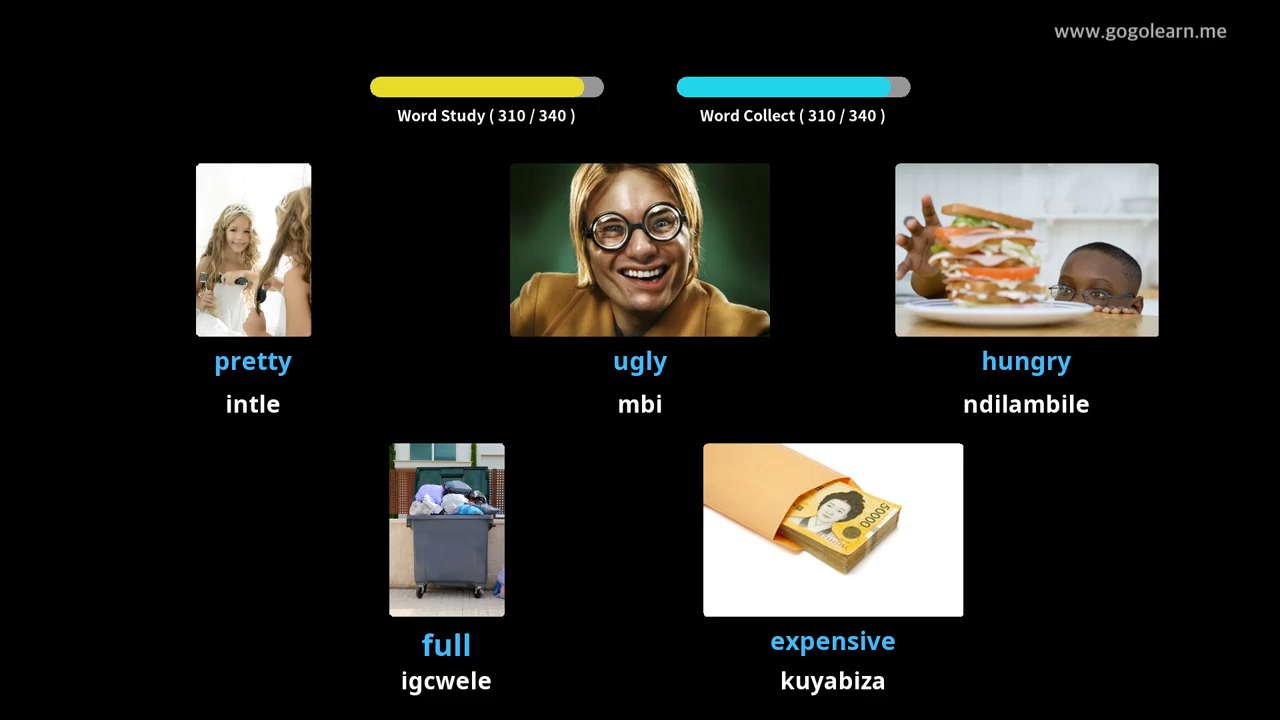 www.gogolearn.me
Word Study ( 310 / 340 )
Word Collect ( 310 / 340 )
pretty
intle
ugly
mbi
hungry
ndilambile
50000
full
igcwele
expensive
kuyabiza